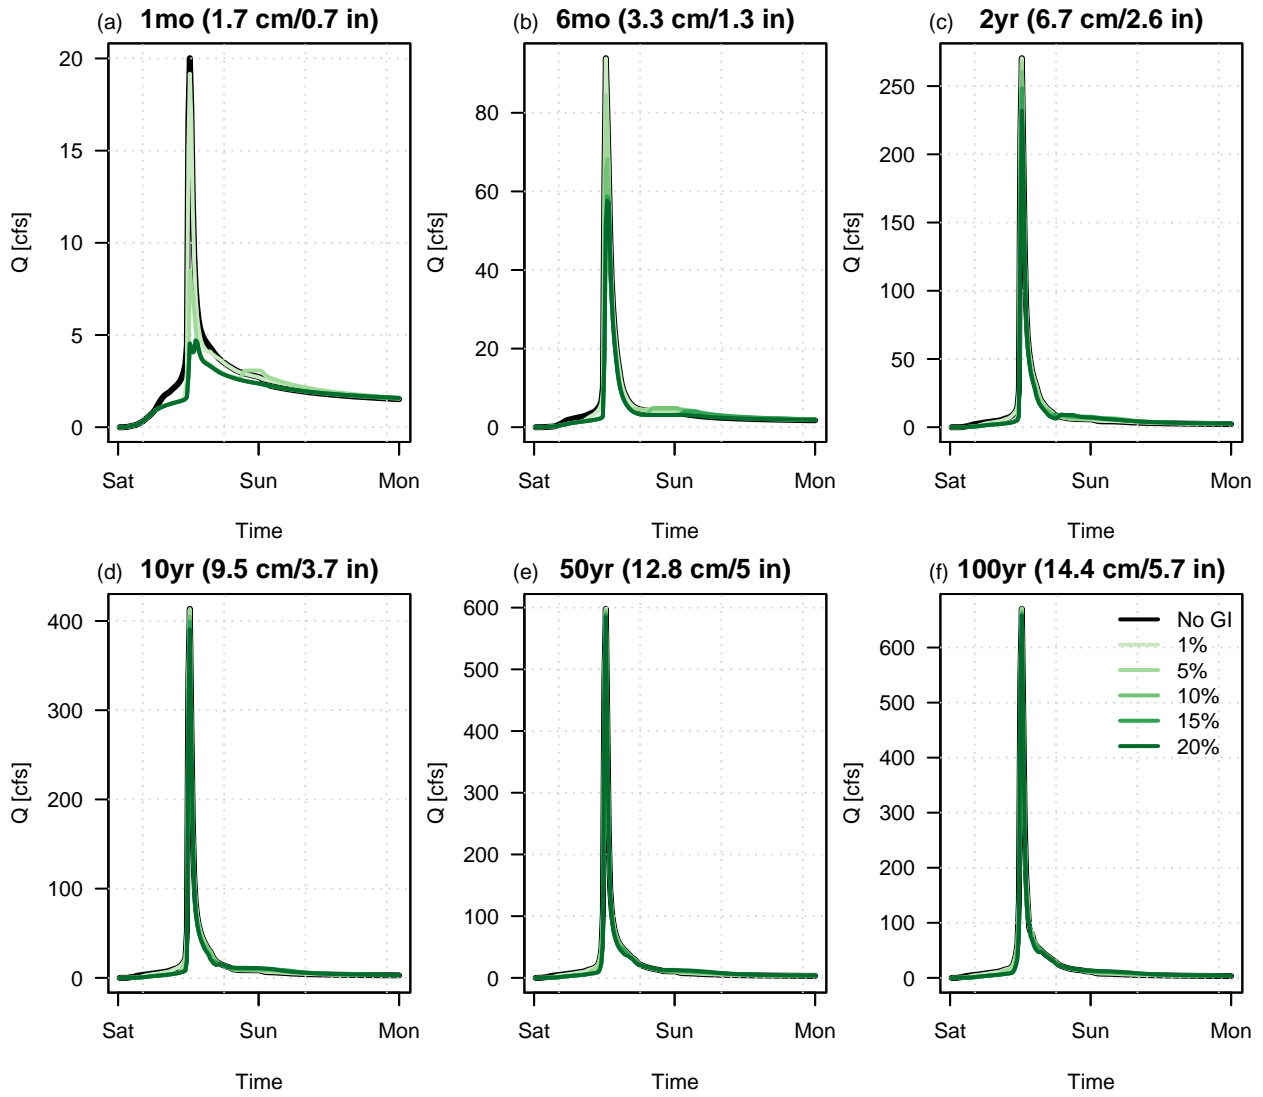 (a) 1mo (1.7 cm/0.7 in)
20
15
10
5
0
Q [cfs]
Sat Sun Mon
Time
(b) 6mo (3.3 cm/1.3 in)
80
60
40
20
0
Q [cfs]
Sat Sun Mon
Time
(c) 2yr (6.7 cm/2.6 in)
250
200
150
100
50
0
Q [cfs]
Sat Sun Mon
Time
(d) 10yr (9.5 cm/3.7 in)
400
300
200
100
0
Q [cfs]
Sat Sun Mon
Time
(e) 50yr (12.8 cm/5 in)
600
500
400
300
200
100
0
Q [cfs]
Sat Sun Mon
Time
(f) 100yr (14.4 cm/5.7 in)
600
500
400
300
200
100
0
Q [cfs]
No GI
1%
5%
10%
15%
20%
Sat Sun Mon
Time